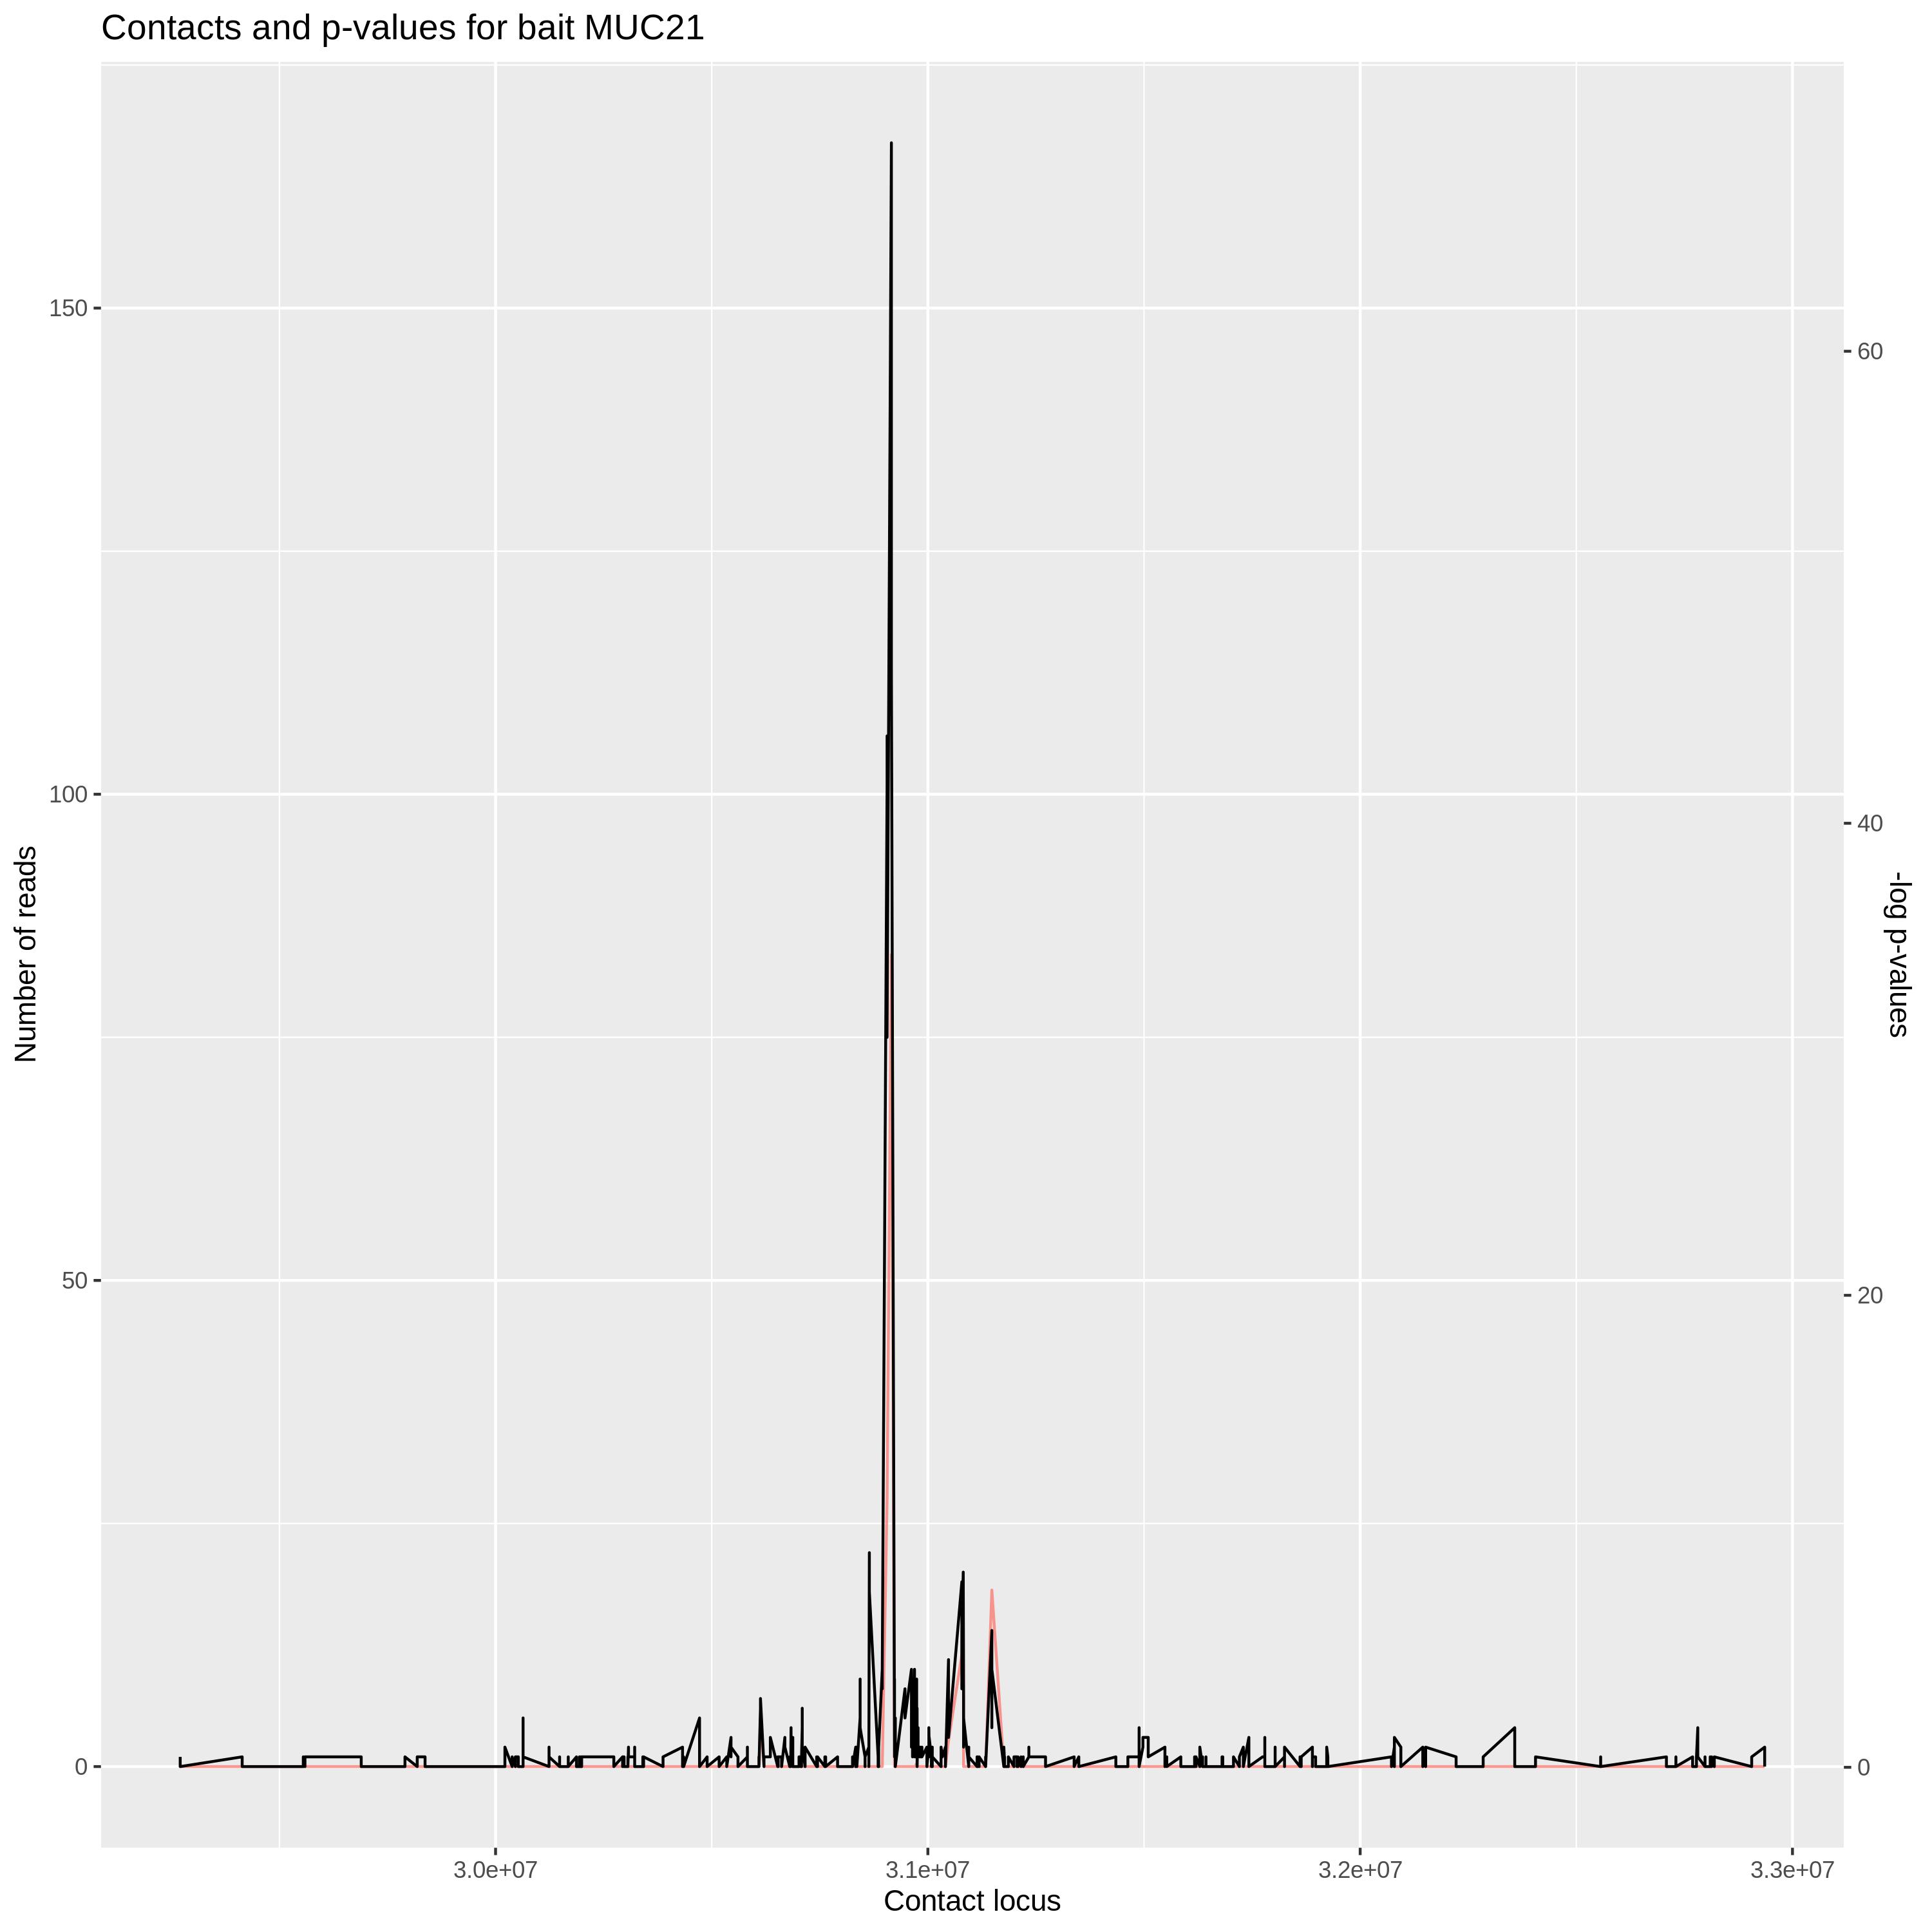 Contacts and p-values for bait MUC21
150
100
50
0
Number of reads
60
40
20
0
-log p-values
3.0e+07
3.1e+07
3.2e+07
3.3e+07
Contact locus